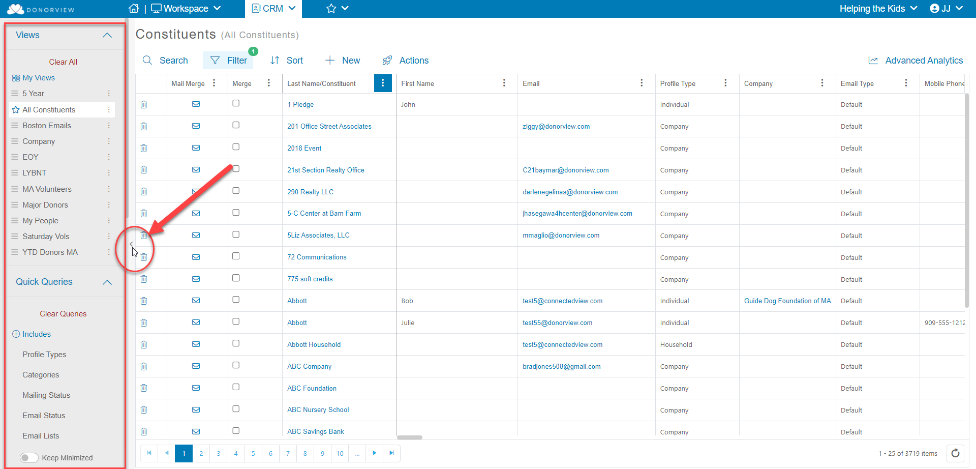 DONORVIEW
Workspace
CRM
Helping the Kids
JJ
Views
Clear All
My Views
5 Year
All Constituents
Boston Emails
Company
EOY
LYBNT
MA Volunteers
Major Donors
My People
Saturday Vols
YTD Donors MA
Quick Queries
Clear Queries
Includes
Profile Types
Categories
Mailing Status
Email Status
Email Lists
Keep Minimized
Constituents (All Constituents)
Search Filter 1 Sort New Actions Advanced Analytics
Mail Merge Merge Last Name/Constituent First Name Email Profile Type Company Email Type Mobile Phone
1 Pledge John Individual Default
201 Office Street Associates ziggy@donorview.com Company Default
2018 Event Company Default
21st Section Realty Office C21baymar@donorview.com Company Default
290 Realty LLC darlenegelinaa@donorview.com Company Default
5-C Center at Barn Farm jhasegawa4hcenter@donorview.com Company Default
5Liz Associates, LLC mmaglio@donorview.com Company Default
72 Communications Company Default
775 soft credits Company Default
Abbott Bob test5@connectedview.com Individual Guide Dog Foundation of MA Default
Abbott Julie test55@donorview.com Individual Default 909-555-1212
Abbott Household test5@connectedview.com Household Default
ABC Company bradjones508@gmail.com Company Default
ABC Foundation Company Default
ABC Nursery School Company Default
ABC Savings Bank Company Default
1 2 3 4 5 6 7 8 9 10 ... 1 - 25 of 3719 items